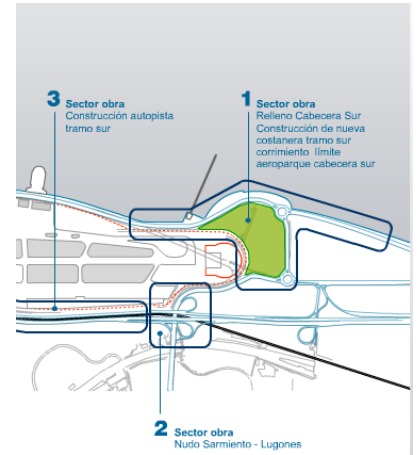 3 Sector obra
Construcción autopista
tramo sur
1 Sector obra
Relleno Cabecera Sur
Construcción de nueva
costanera tramo sur
corrimiento límite
aeroparque cabecera sur
2 Sector obra
Nudo Sarmiento - Lugones